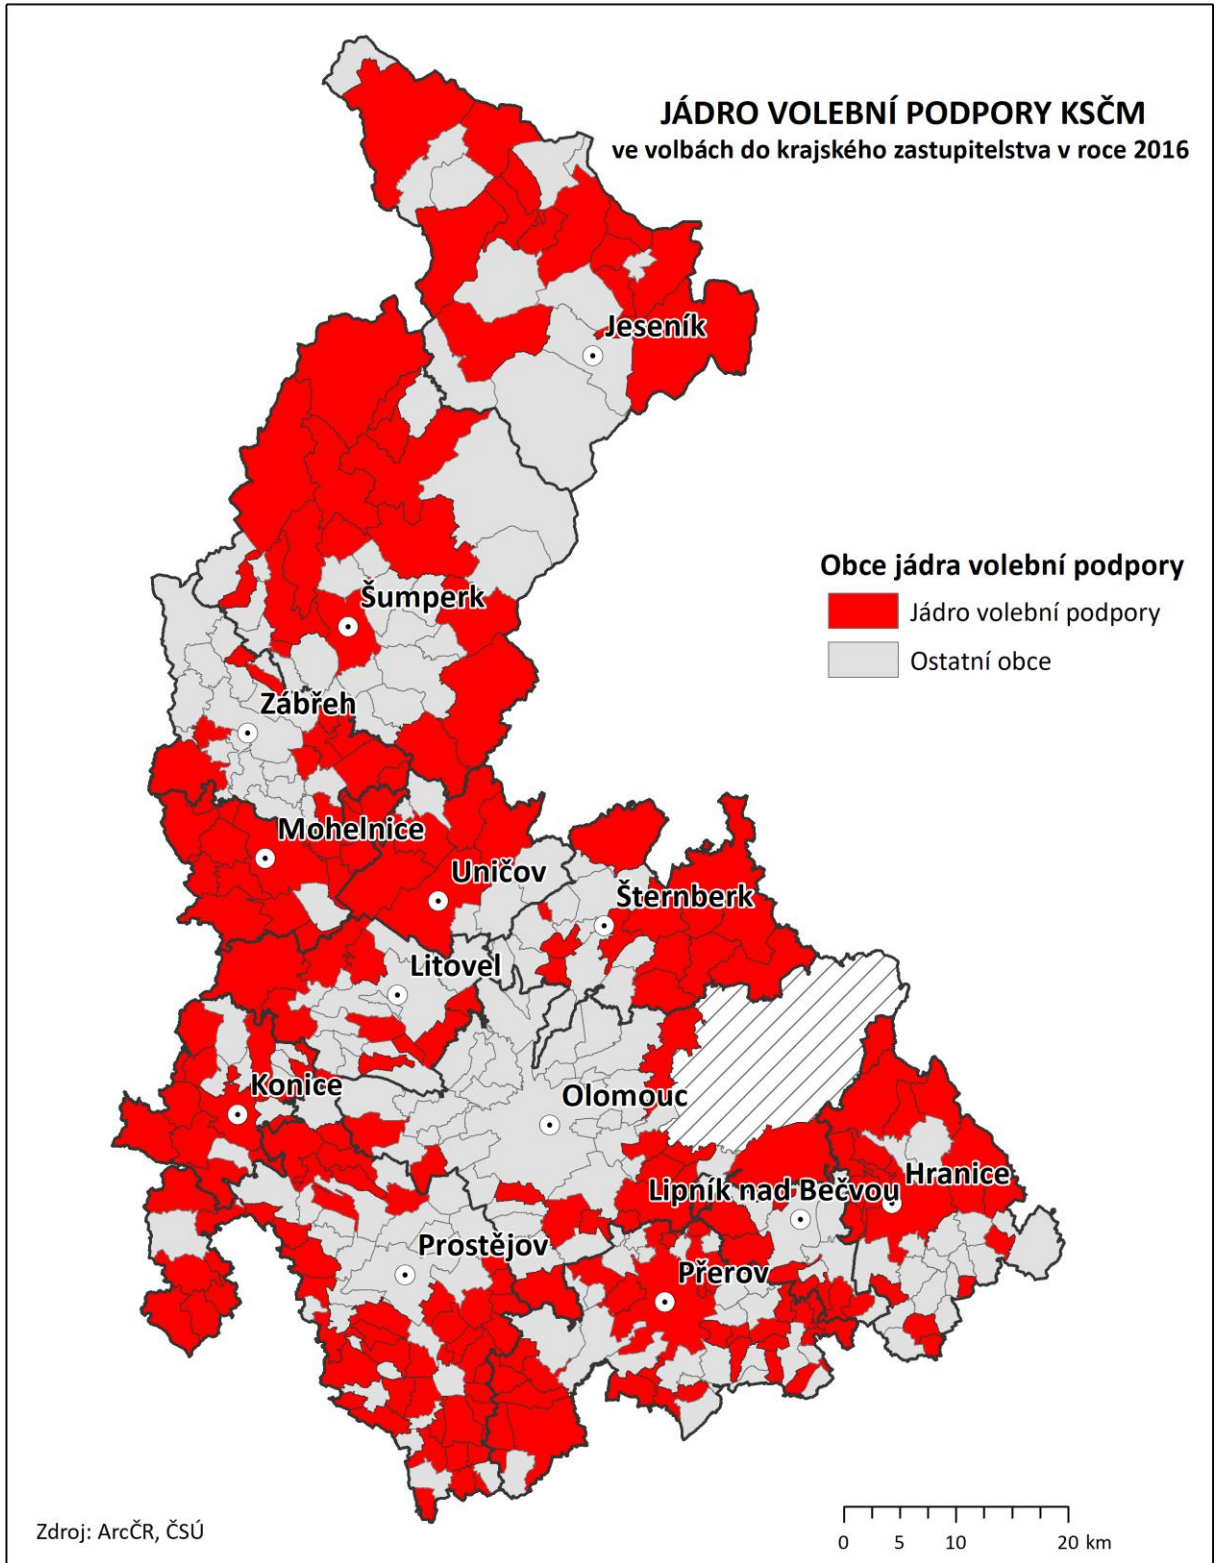 JÁDRO VOLEBNÍ PODPORY KSČM
ve volbách do krajského zastupitelstva v roce 2016
Jeseník
Obce jádra volební podpory
Jádro volební podpory
Ostatní obce
Šumperk
Zábřeh
Mohelnice
Uničov
Šternberk
Litovel
Konice
Olomouc
Hranice
Lipník nad Bečvou
Prostějov
Přerov
Zdroj: ArcČR, ČSÚ
0 5 10 20 km